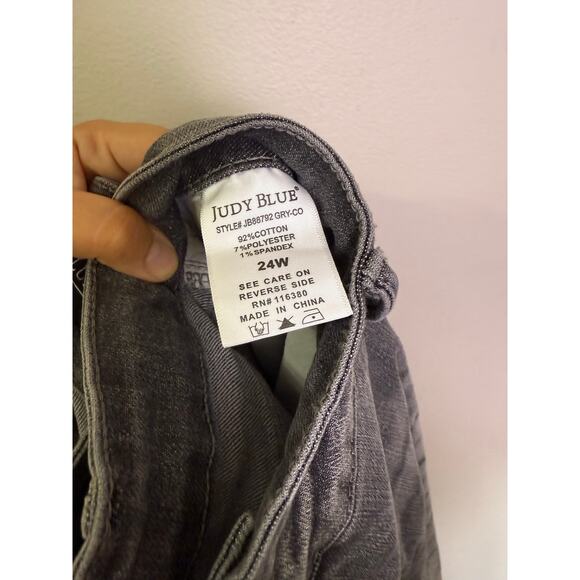 JUDY BLUE®
STYLE# JB88792 GRY-CO
92%COTTON
7%POLYESTER
1%SPANDEX
24W
SEE CARE ON
REVERSE SIDE
RN# 116380
MADE IN CHINA